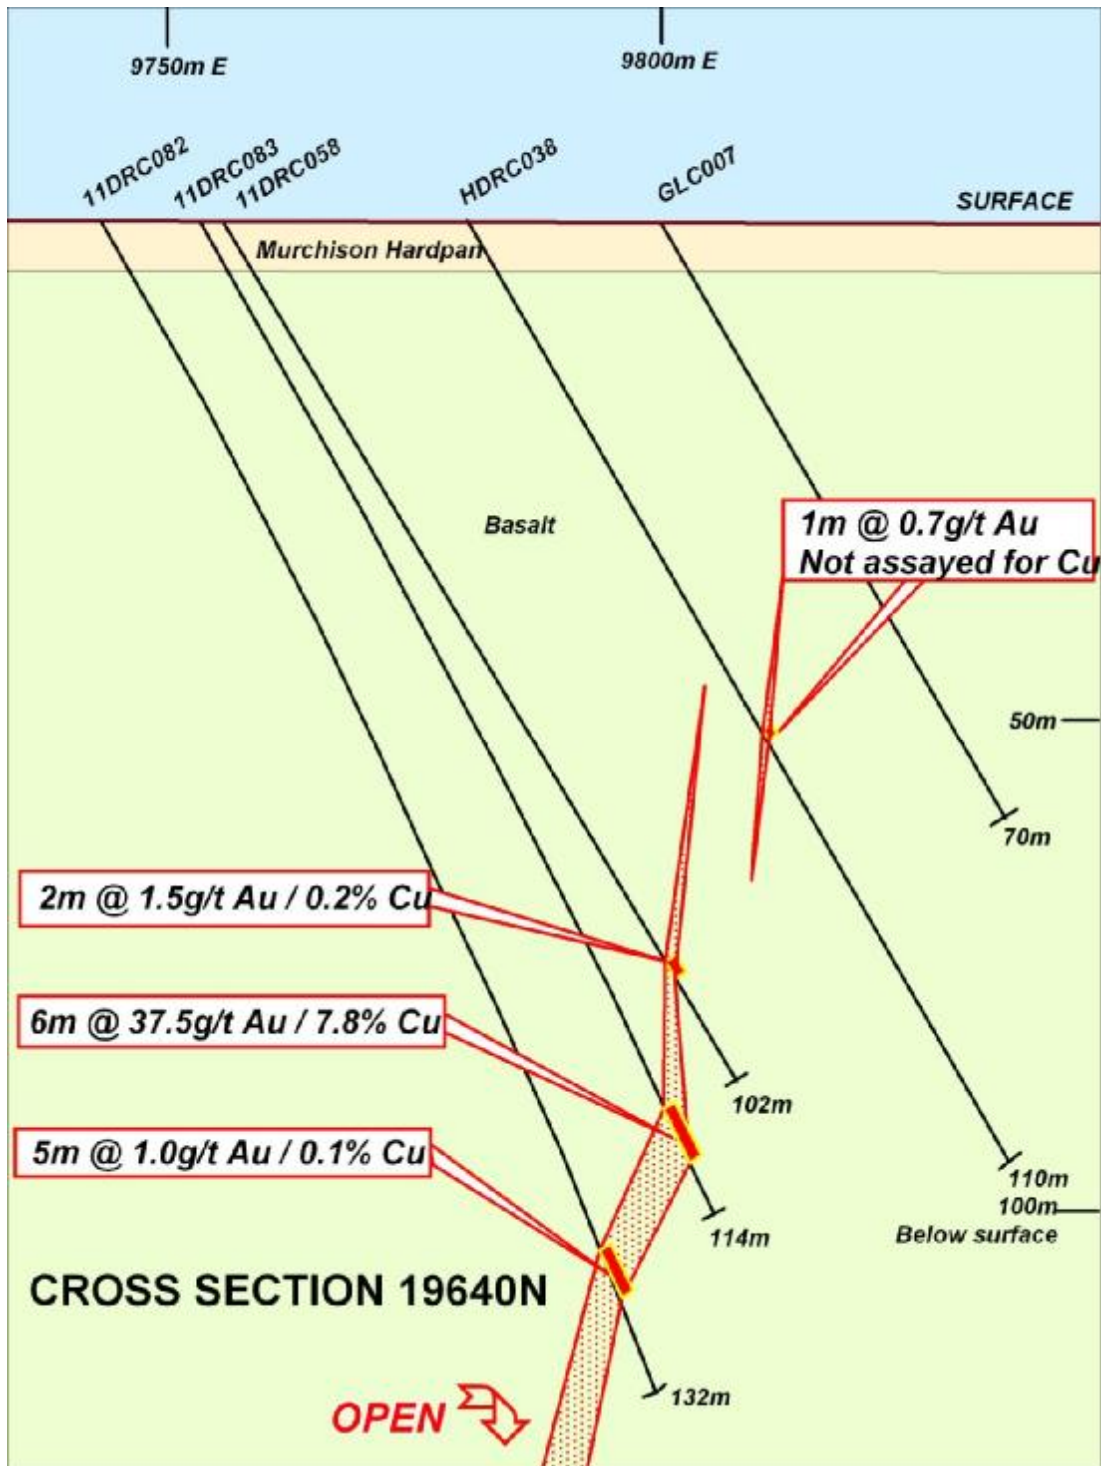 9750m E
9800m E
11DRC082
11DRC083
11DRC058
HDRC038
GLC007
SURFACE
Murchison Hardpan
Basalt
1m @ 0.7g/t Au
Not assayed for Cu
50m
70m
2m @ 1.5g/t Au / 0.2% Cu
6m @ 37.5g/t Au / 7.8% Cu
102m
5m @ 1.0g/t Au / 0.1% Cu
110m
100m
Below surface
114m
CROSS SECTION 19640N
132m
OPEN